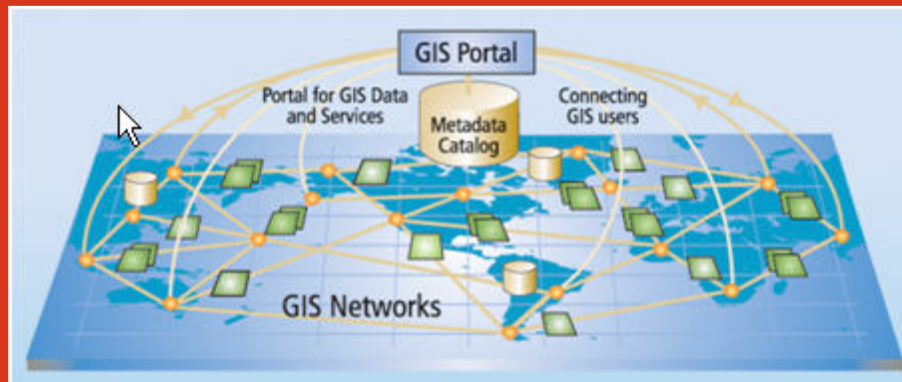 GIS Portal
Portal for GIS Data
and Services
Metadata
Catalog
Connecting
GIS users
GIS Networks